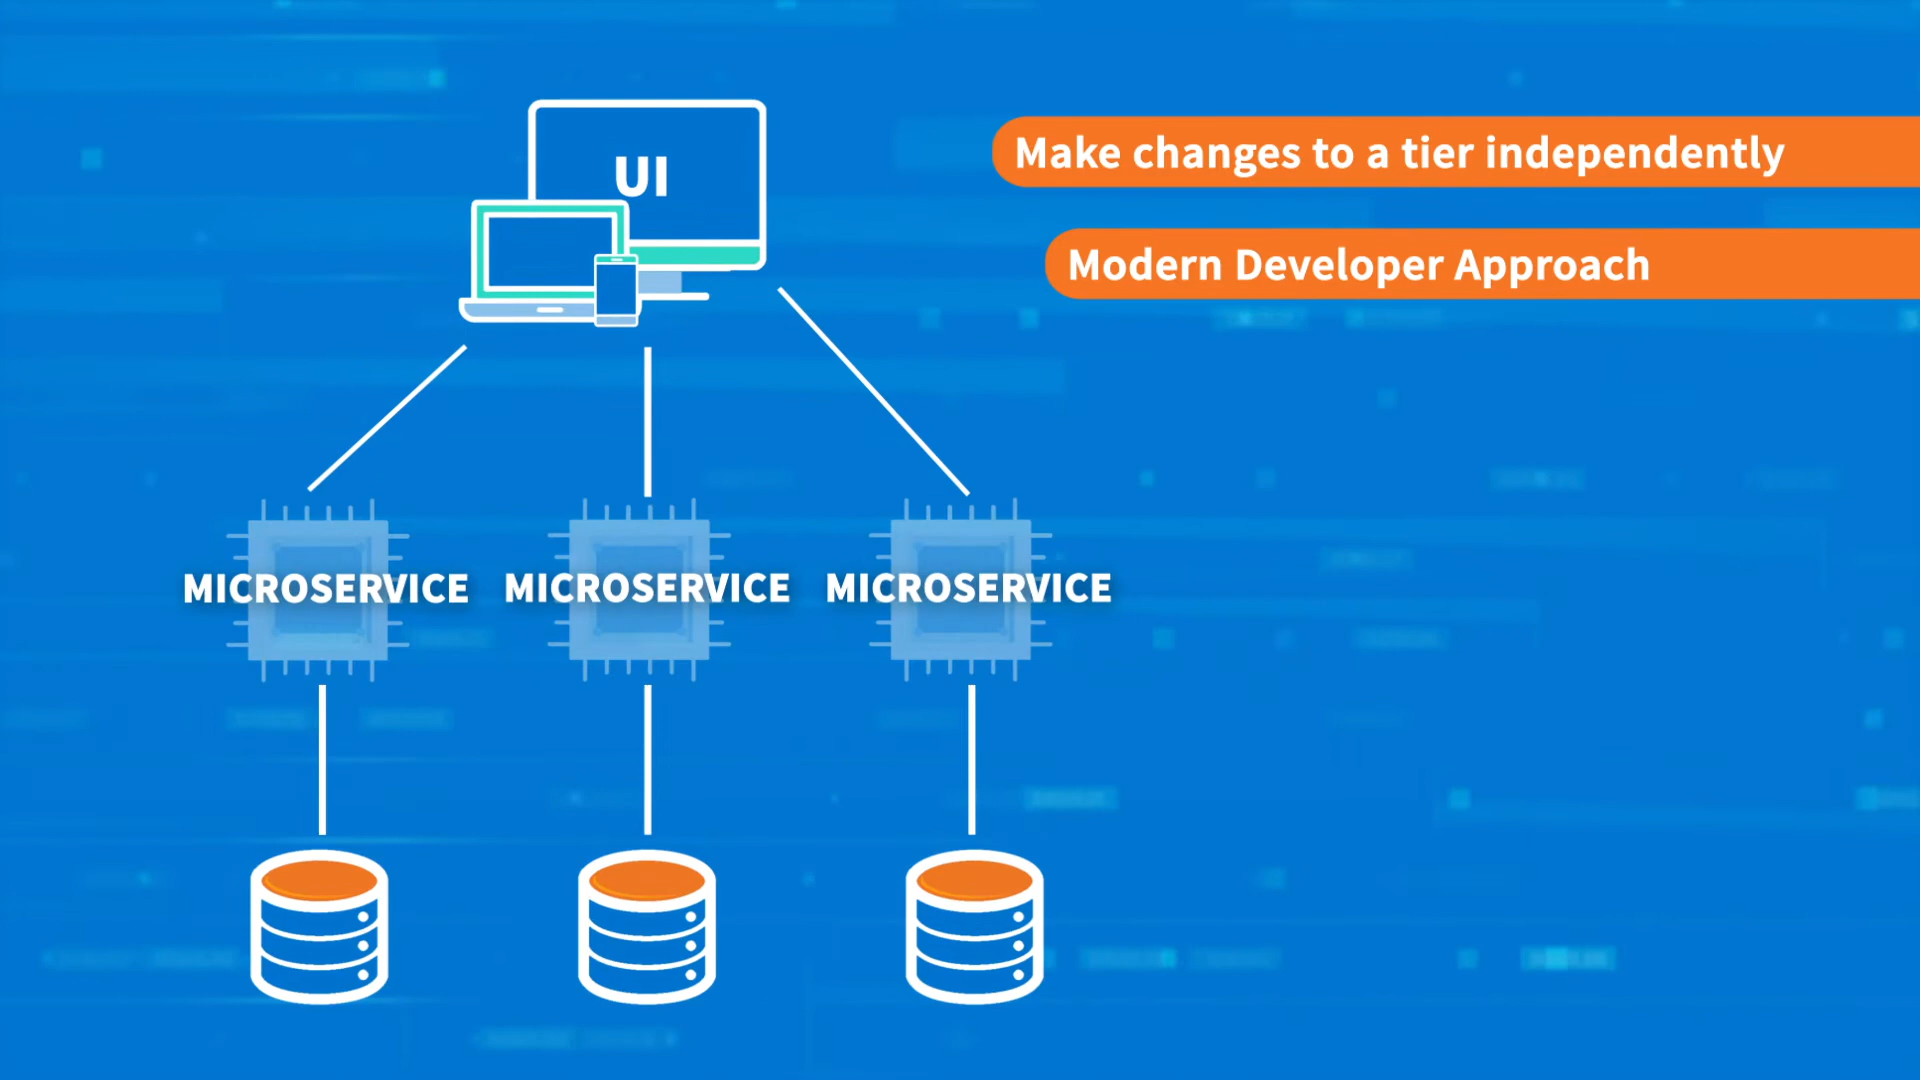 UI
Make changes to a tier independently
Modern Developer Approach
MICROSERVICE MICROSERVICE MICROSERVICE